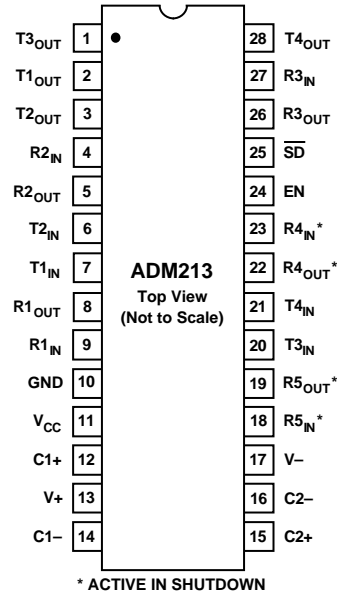 T3OUT 1 28 T4OUT
T1OUT 2 27 R3IN
T2OUT 3 26 R3OUT
R2IN 4 25 S̅D̅
R2OUT 5 24 EN
T2IN 6 23 R4IN*
T1IN 7 ADM213 22 R4OUT*
Top View
R1OUT 8 (Not to Scale) 21 T4IN
R1IN 9 20 T3IN
GND 10 19 R5OUT*
VCC 11 18 R5IN*
C1+ 12 17 V–
V+ 13 16 C2–
C1– 14 15 C2+
* ACTIVE IN SHUTDOWN